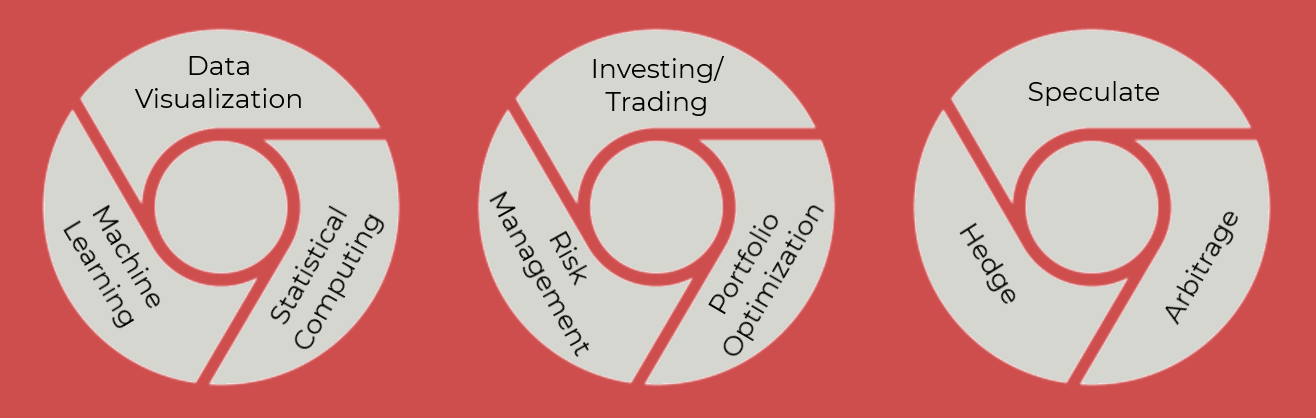 Data
Visualization
Machine
Learning
Statistical
Computing
Investing/
Trading
Risk
Management
Portfolio
Optimization
Speculate
Hedge
Arbitrage